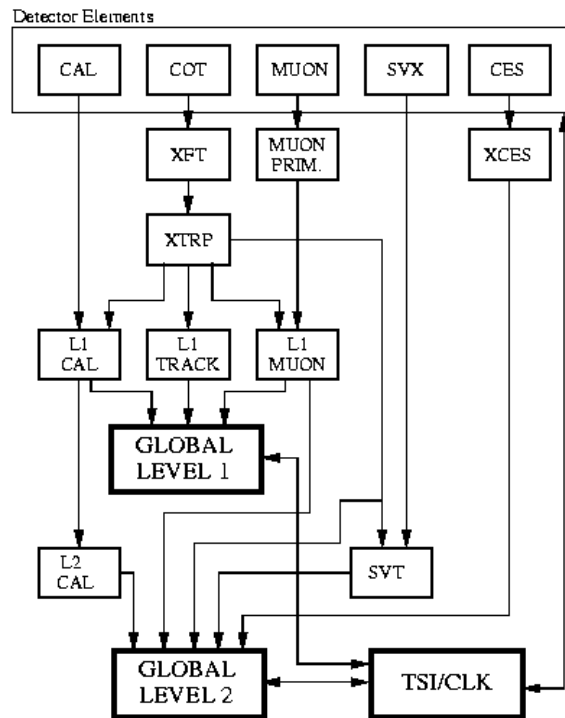 Detector Elements
CAL
COT
MUON
SVX
CES
XFT
MUON
PRIM.
XCES
XTRP
L1
CAL
L1
TRACK
L1
MUON
GLOBAL
LEVEL 1
L2
CAL
SVT
GLOBAL
LEVEL 2
TSI/CLK